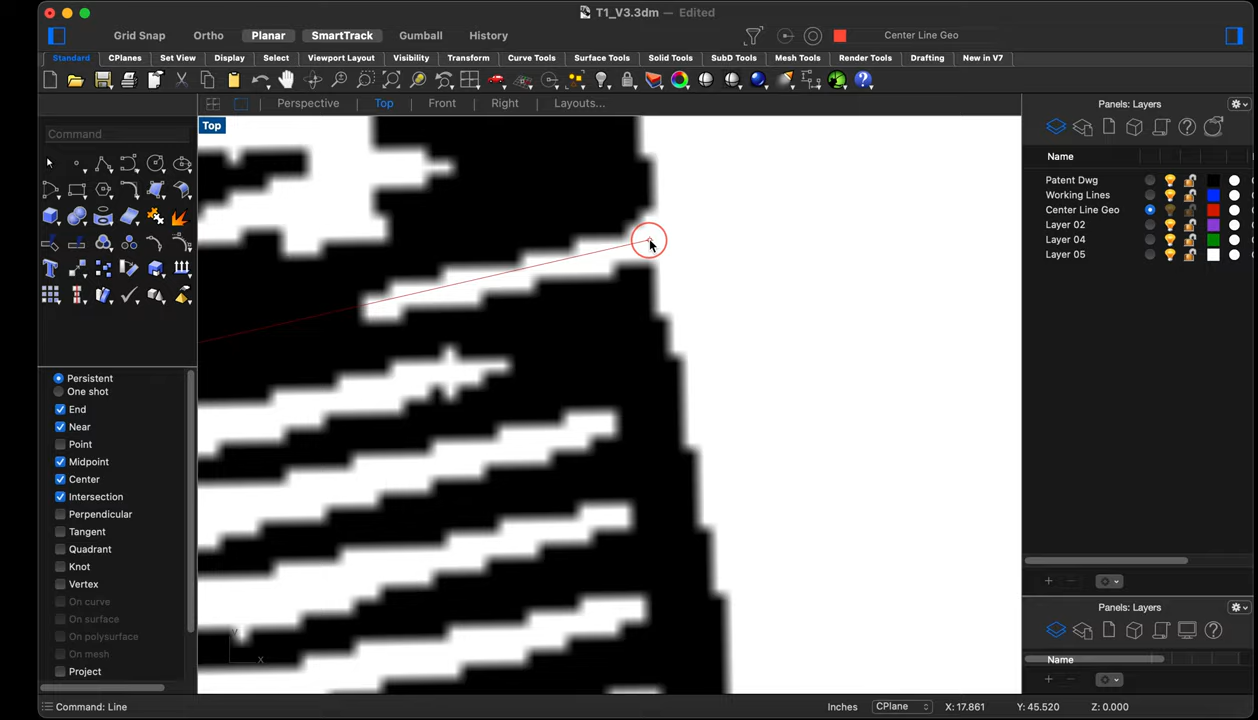 T1_V3.3dm — Edited
Grid Snap Ortho Planar SmartTrack Gumball History Center Line Geo
Standard CPlanes Set View Display Select Viewport Layout Visibility Transform Curve Tools Surface Tools Solid Tools SubD Tools Mesh Tools Render Tools Drafting New in V7
Perspective Top Front Right Layouts...
Panels: Layers
Top
Command
Name
Patent Dwg
Working Lines
Center Line Geo
Layer 02
Layer 04
Layer 05
Persistent
One shot
End
Near
Point
Midpoint
Center
Intersection
Perpendicular
Tangent
Quadrant
Knot
Vertex
On curve
On surface
On polysurface
On mesh
Project
y
x
Panels: Layers
Name
Command: Line
Inches CPlane X: 17.861 Y: 45.520 Z: 0.000